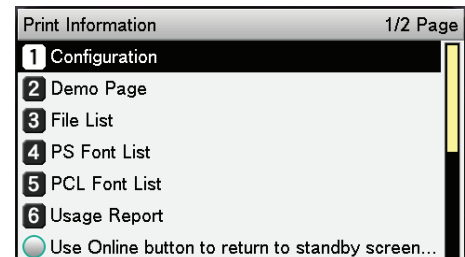 Print Information 1/2 Page
1 Configuration
2 Demo Page
3 File List
4 PS Font List
5 PCL Font List
6 Usage Report
Use Online button to return to standby screen...